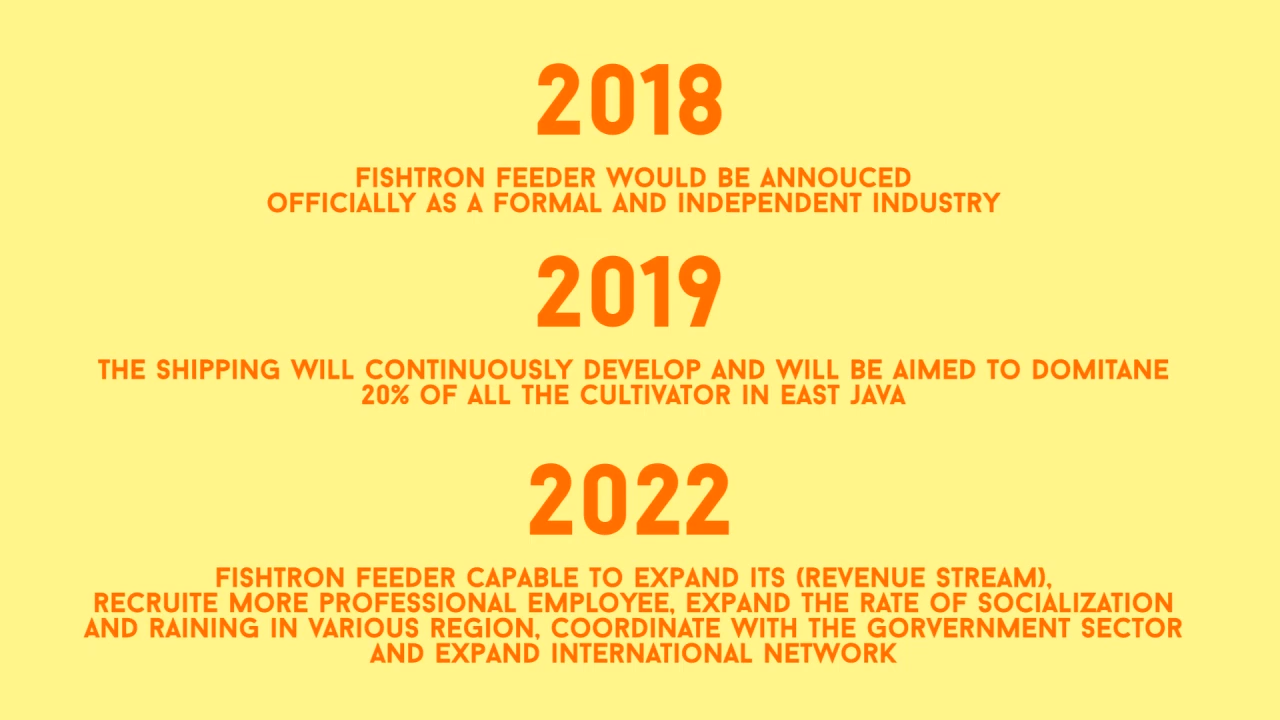 2018
FISHTRON FEEDER WOULD BE ANNOUCED
OFFICIALLY AS A FORMAL AND INDEPENDENT INDUSTRY
2019
THE SHIPPING WILL CONTINUOUSLY DEVELOP AND WILL BE AIMED TO DOMITANE
20% OF ALL THE CULTIVATOR IN EAST JAVA
2022
FISHTRON FEEDER CAPABLE TO EXPAND ITS (REVENUE STREAM),
RECRUITE MORE PROFESSIONAL EMPLOYEE, EXPAND THE RATE OF SOCIALIZATION
AND RAINING IN VARIOUS REGION, COORDINATE WITH THE GORVERNMENT SECTOR
AND EXPAND INTERNATIONAL NETWORK